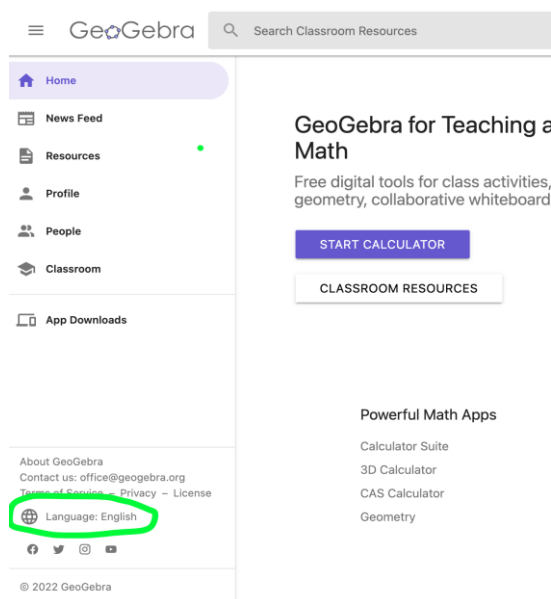 GeoGebra
Search Classroom Resources
Home
News Feed
Resources
Profile
People
Classroom
App Downloads
About GeoGebra
Contact us: office@geogebra.org
Terms of Service – Privacy – License
Language: English
© 2022 GeoGebra
GeoGebra for Teaching a
Math
Free digital tools for class activities,
geometry, collaborative whiteboard
START CALCULATOR
CLASSROOM RESOURCES
Powerful Math Apps
Calculator Suite
3D Calculator
CAS Calculator
Geometry